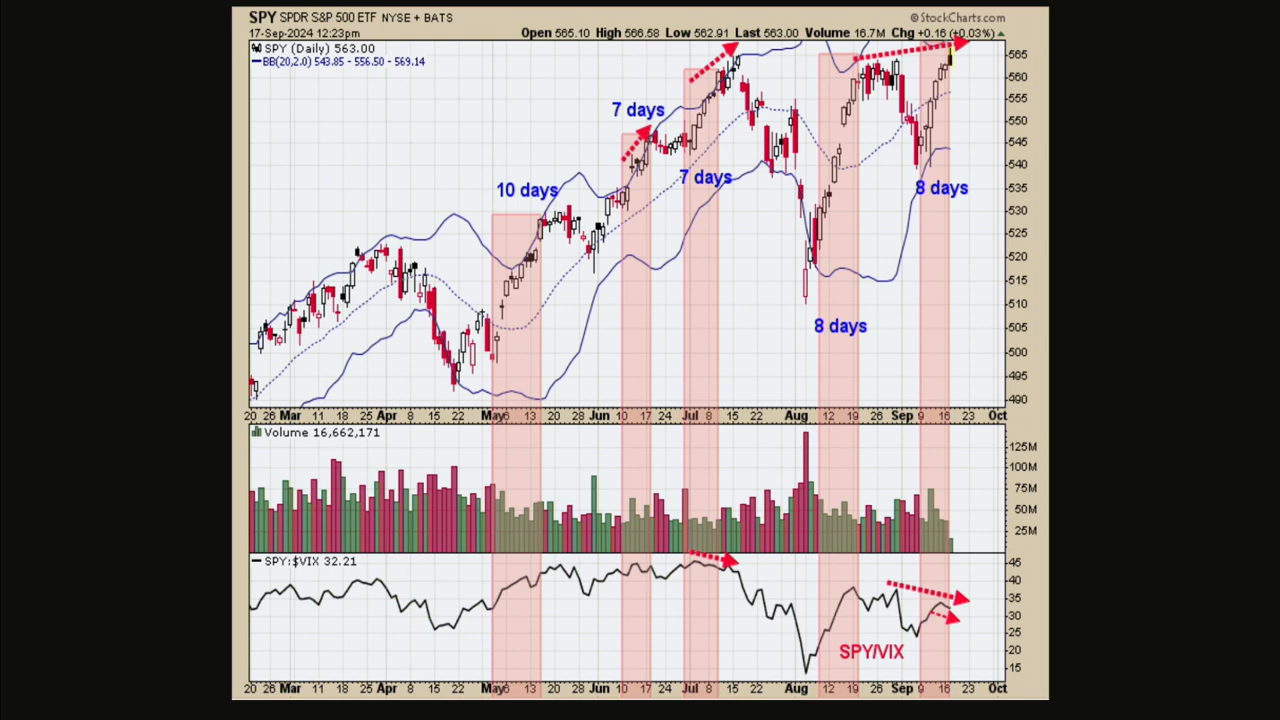 SPY SPDR S&P 500 ETF NYSE + BATS
© StockCharts.com
17-Sep-2024 12:23pm
Open 565.10 High 566.58 Low 562.91 Last 563.00 Volume 16.7M Chg +0.16 (+0.03%)
SPY (Daily) 563.00
BB(20,2.0) 543.85 - 556.50 - 569.14
565
560
555
550
545
540
535
530
525
520
515
510
505
500
495
490
7 days
10 days
7 days
8 days
8 days
20 26 Mar 11 18 25 Apr 8 15 22 May 6 13 20 28 Jun 10 17 24 Jul 8 15 22 Aug 12 19 26 Sep 9 16 23 Oct
Volume 16,662,171
125M
100M
75M
50M
25M
SPY:$VIX 32.21
45
40
35
30
25
20
15
SPY/VIX
20 26 Mar 11 18 25 Apr 8 15 22 May 6 13 20 28 Jun 10 17 24 Jul 8 15 22 Aug 12 19 26 Sep 9 16 23 Oct